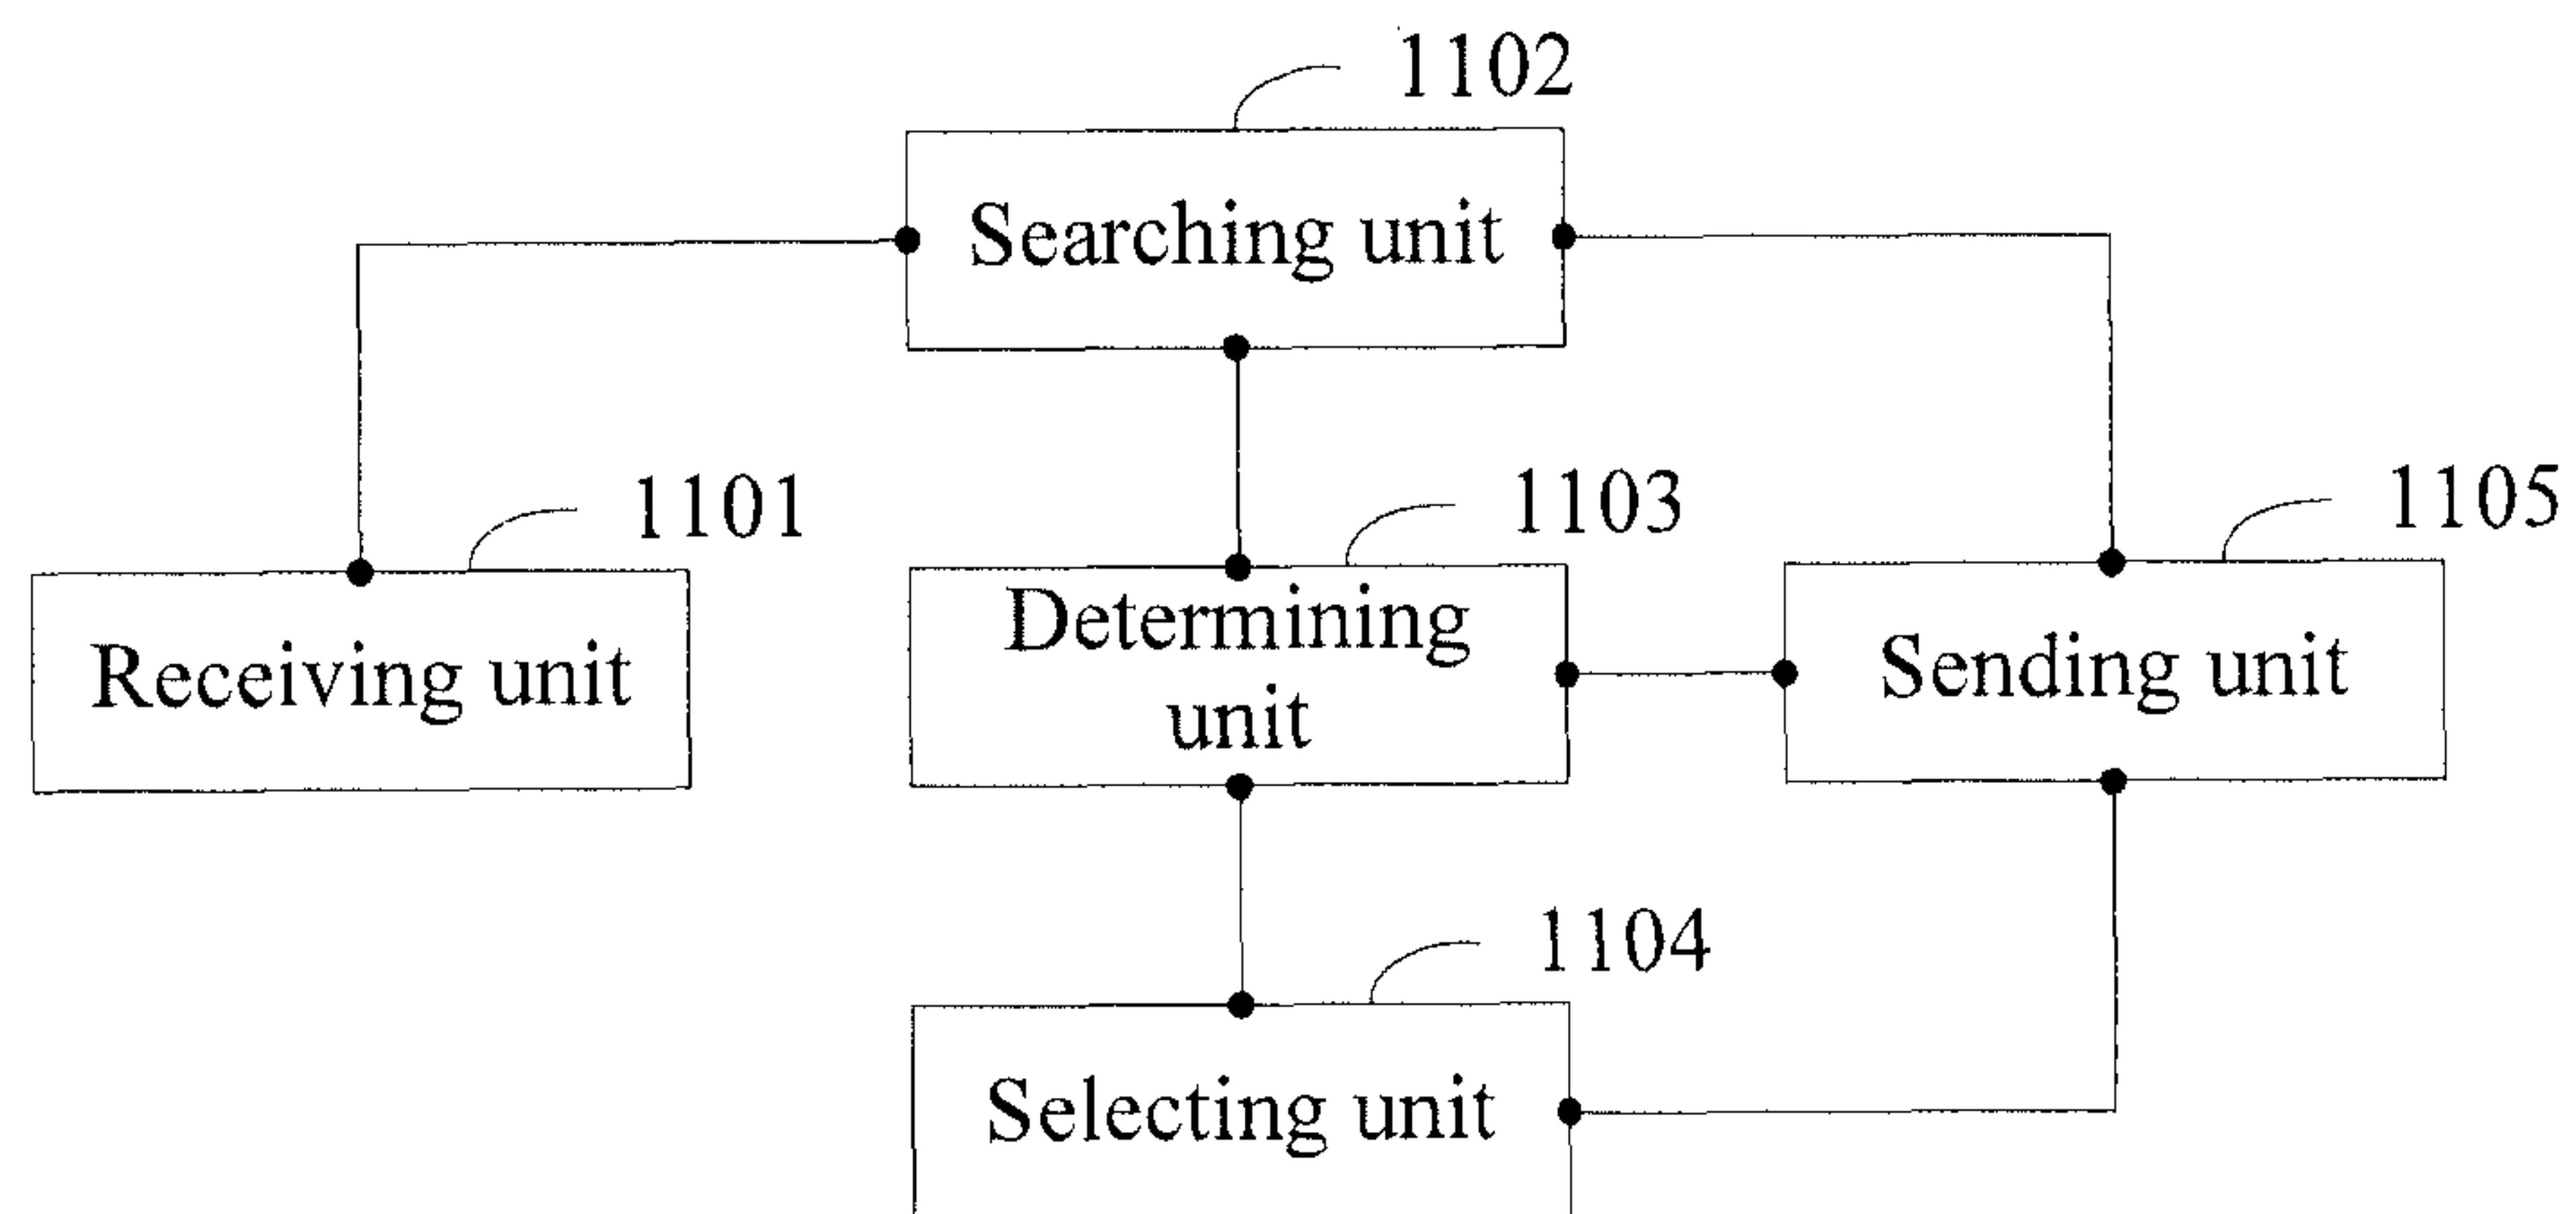 1102
Searching unit
1101
1103
1105
Receiving unit
Determining
unit
Sending unit
1104
Selecting unit